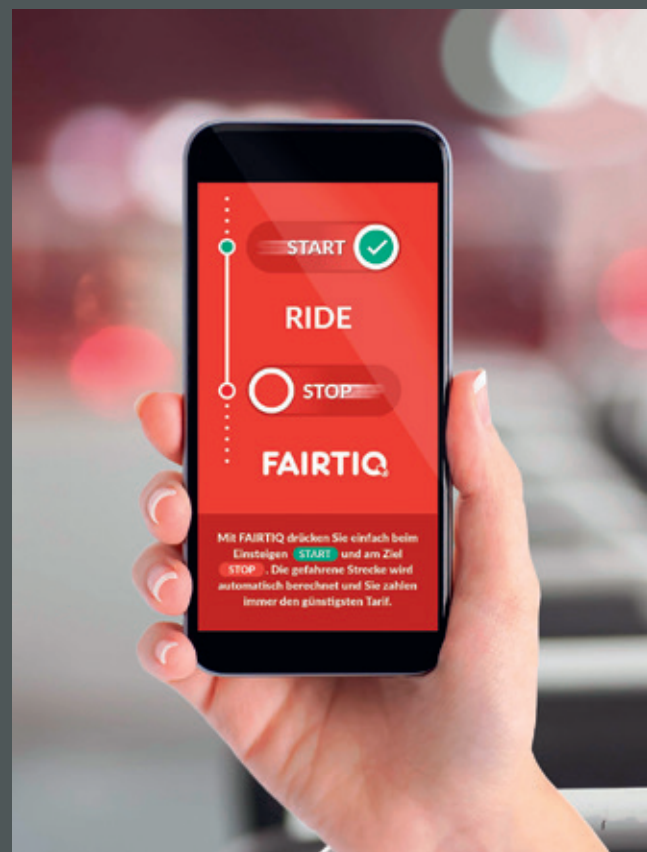 START
RIDE
STOP
FAIRTIQ
Mit FAIRTIQ drücken Sie einfach beim
Einsteigen START und am Ziel
STOP . Die gefahrene Strecke wird
automatisch berechnet und Sie zahlen
immer den günstigsten Tarif.